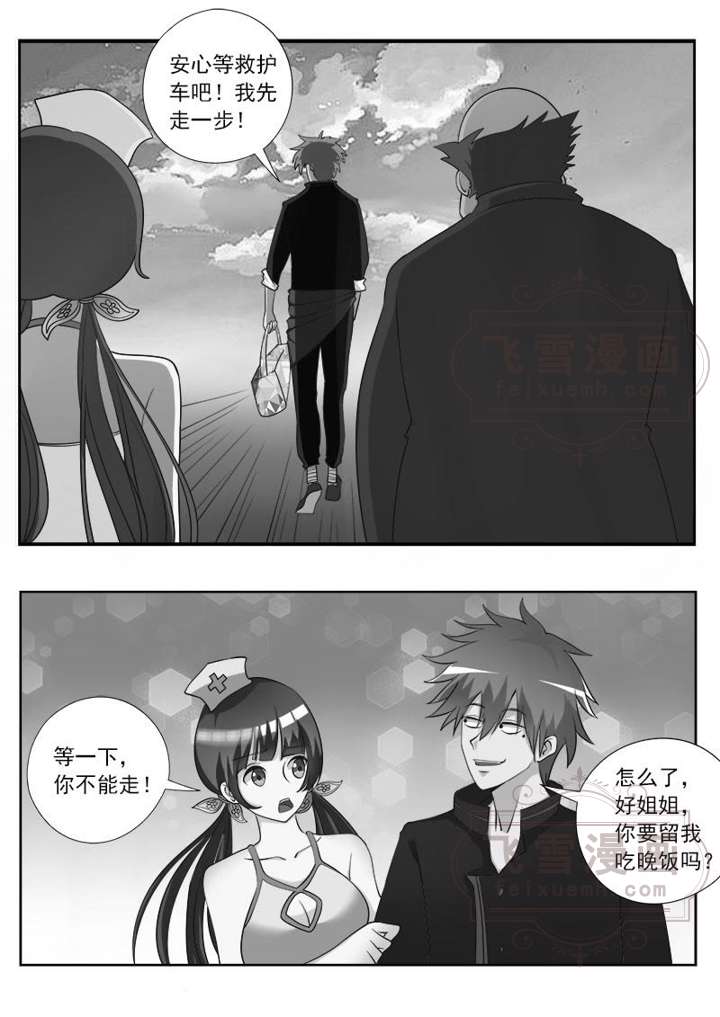 安心等救护
车吧！我先
走一步！
飞雪漫画
feixuemh.com
等一下，
你不能走！
怎么了，
好姐姐，
你要留我
吃晚饭吗？
飞雪漫画
feixuemh.com